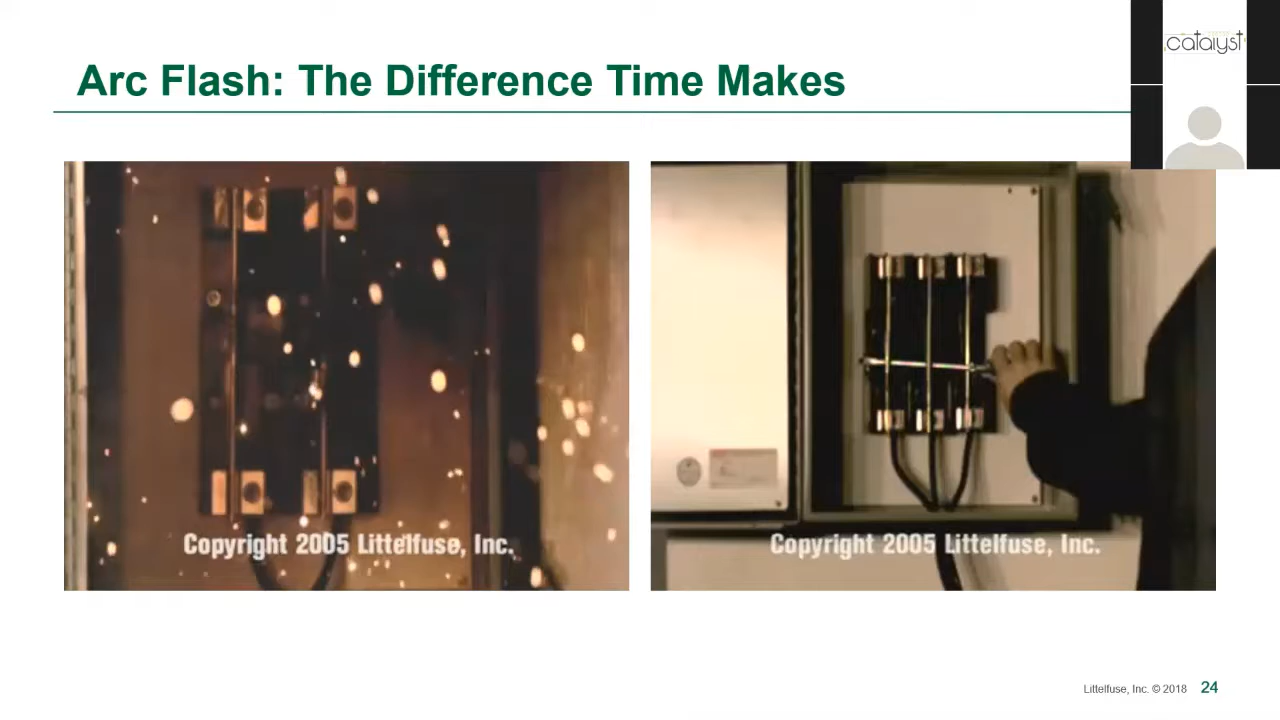 Arc Flash: The Difference Time Makes
catalyst
Copyright 2005 Littelfuse, Inc.
Copyright 2005 Littelfuse, Inc.
Littelfuse, Inc. © 2018 24